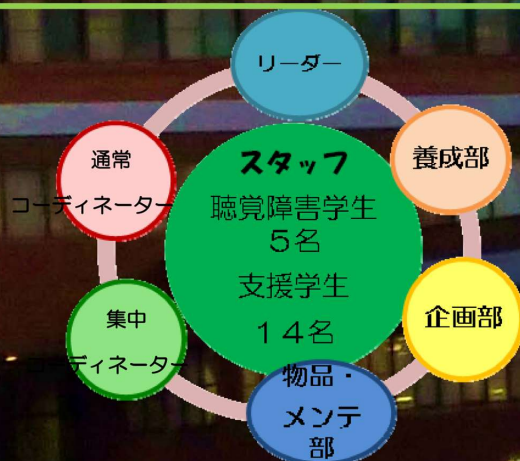 リーダー
養成部
企画部
物品・
メンテ
部
集中
コーディネーター
通常
コーディネーター
スタッフ
聴覚障害学生
5名
支援学生
14名